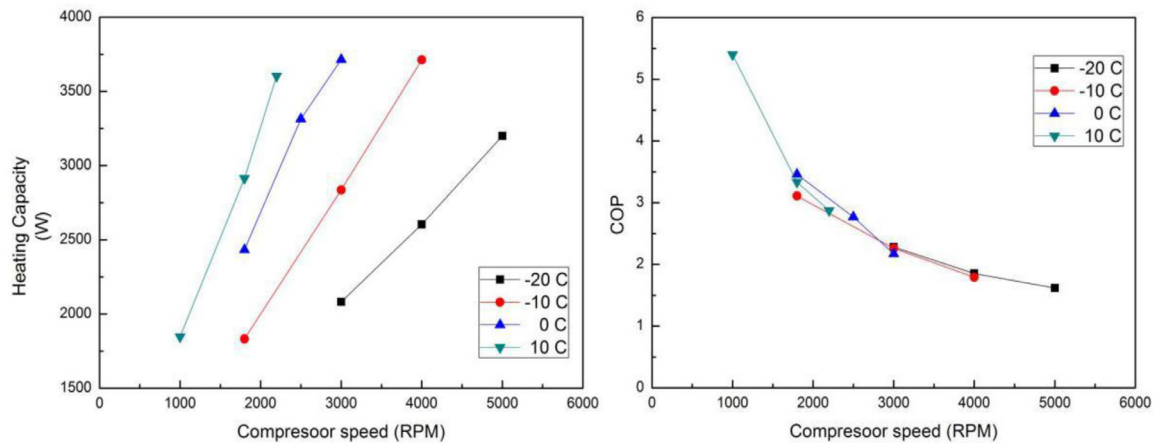 4000
3500
3000
2500
2000
1500
Heating Capacity
(W)
-20 C
-10 C
0 C
10 C
0 1000 2000 3000 4000 5000 6000
Compresoor speed (RPM)
6
5
4
3
2
1
0
COP
-20 C
-10 C
0 C
10 C
0 1000 2000 3000 4000 5000 6000
Compresoor speed (RPM)